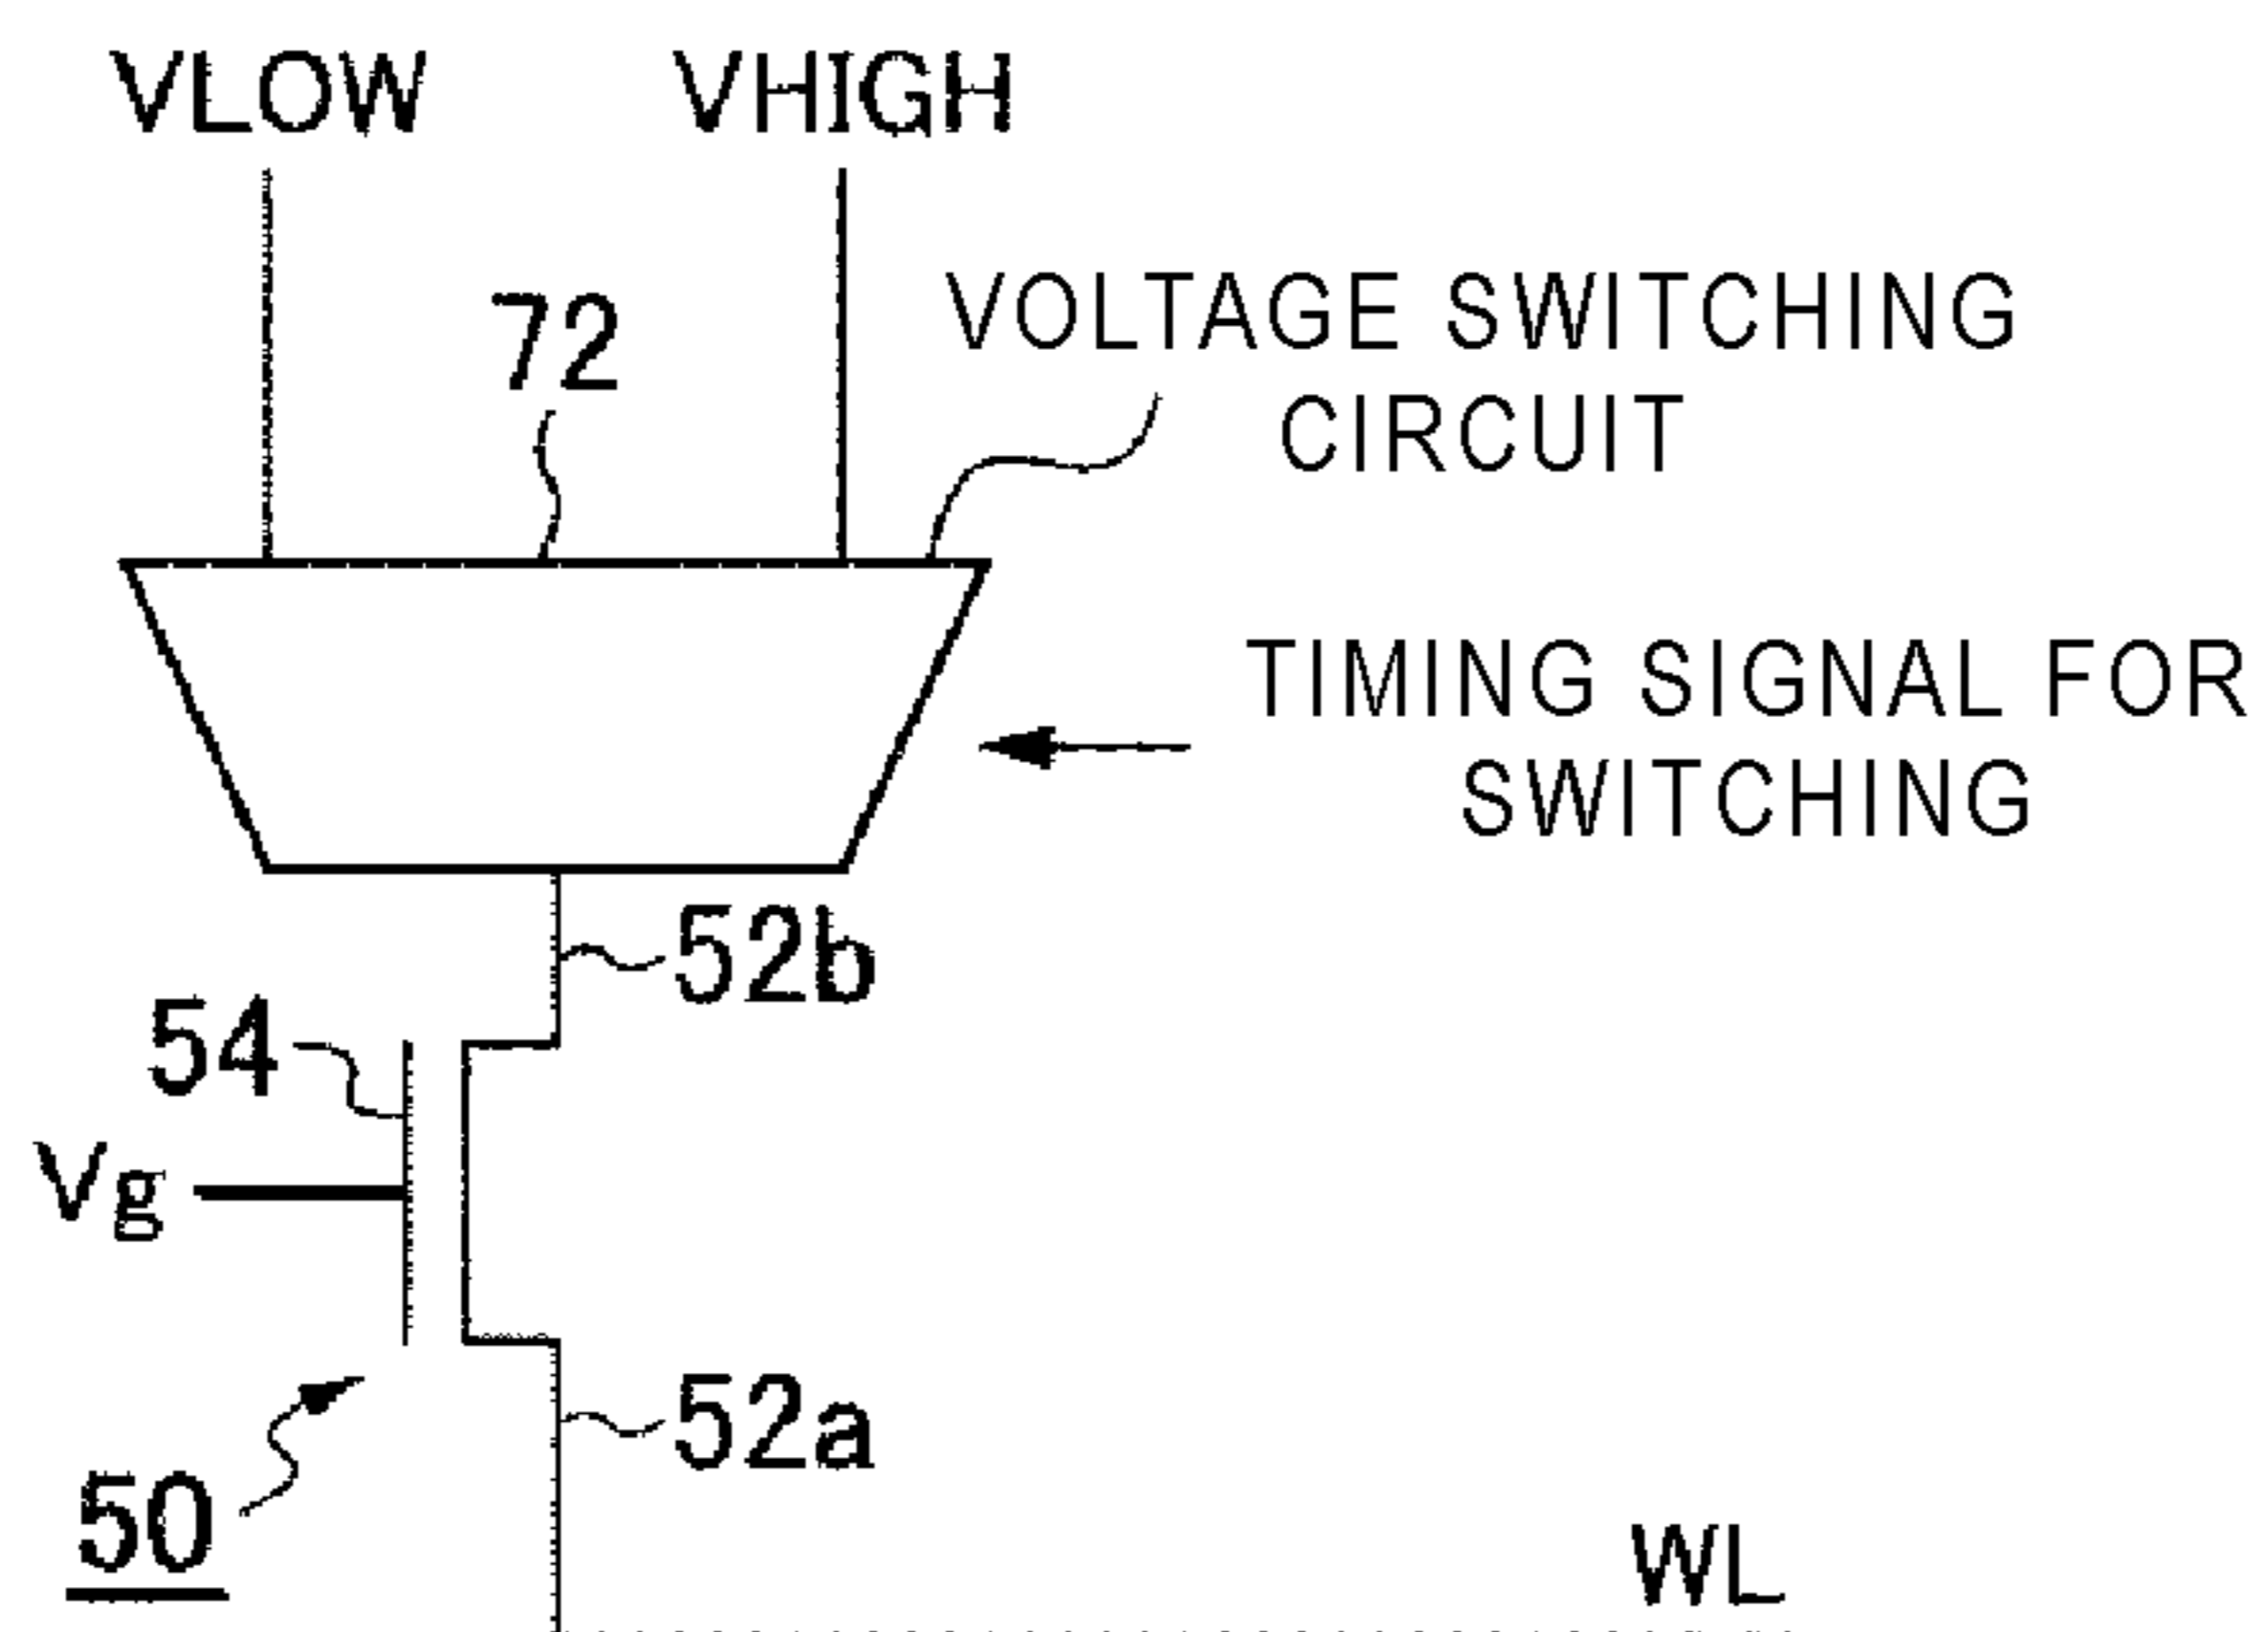 VLOW VHIGH
72
VOLTAGE SWITCHING
CIRCUIT
TIMING SIGNAL FOR
SWITCHING
52b
54
Vg
52a
50
WL